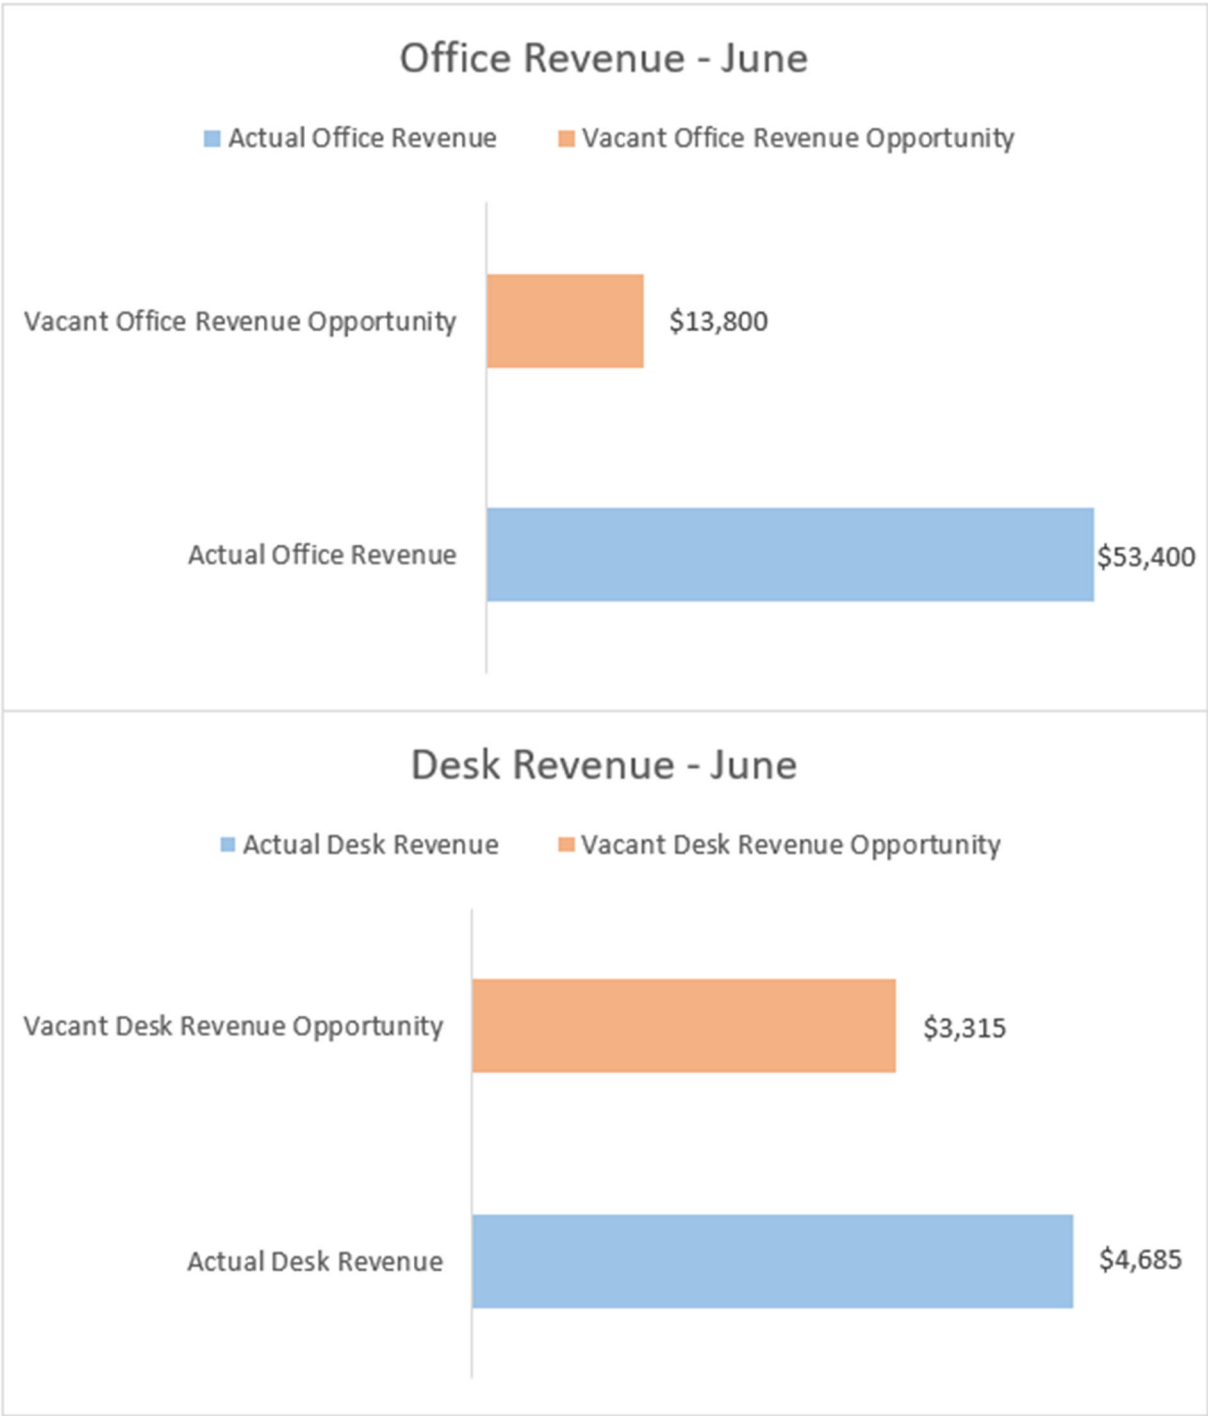 Office Revenue - June
Actual Office Revenue Vacant Office Revenue Opportunity
Vacant Office Revenue Opportunity $13,800
Actual Office Revenue $53,400
Desk Revenue - June
Actual Desk Revenue Vacant Desk Revenue Opportunity
Vacant Desk Revenue Opportunity $3,315
Actual Desk Revenue $4,685